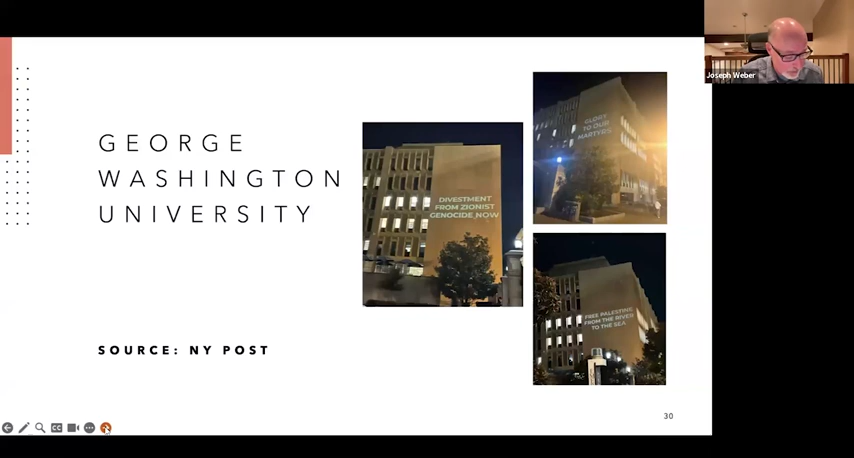 Joseph Weber
GEORGE
WASHINGTON
UNIVERSITY
DIVESTMENT
FROM ZIONIST
GENOCIDE NOW
GLORY
TO OUR
MARTYRS
FREE PALESTINE
FROM THE RIVER
TO THE SEA
SOURCE: NY POST
30
CC